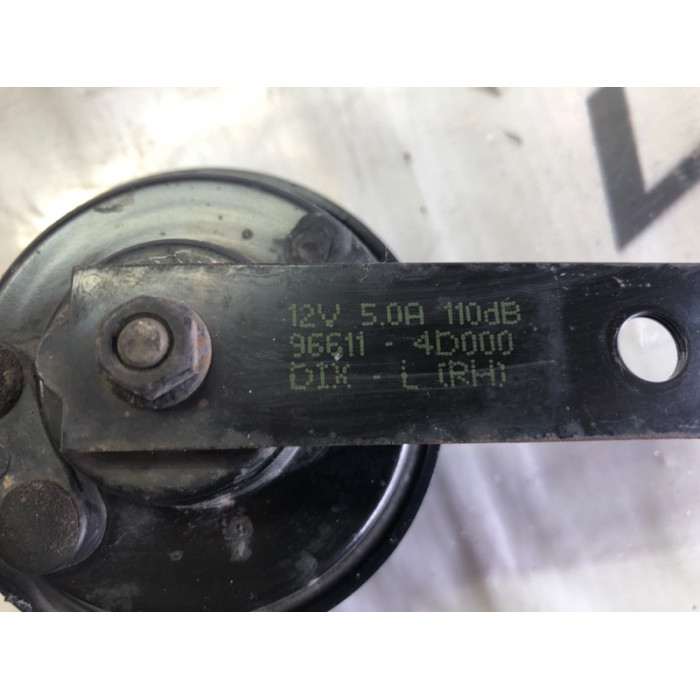 12V 5.0A 110dB
96611 - 4D000
DIX - L (RH)